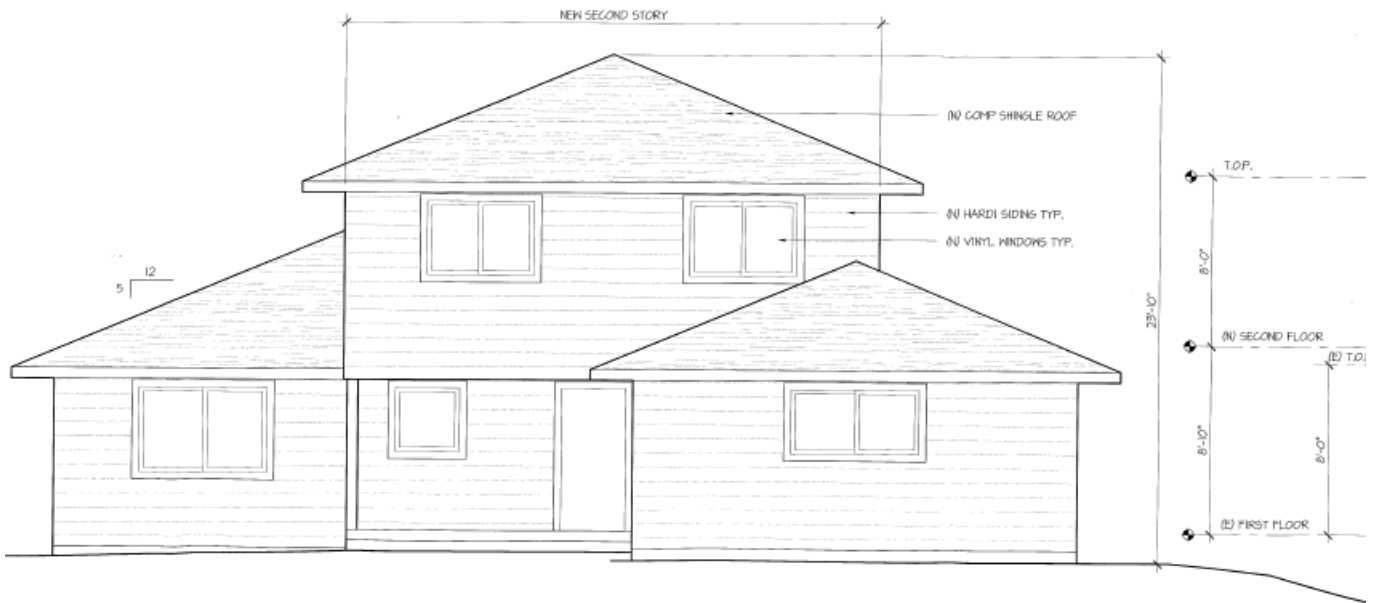 NEW SECOND STORY
(N) COMP SHINGLE ROOF
T.O.P.
(N) HARDI SIDING TYP.
(N) VINYL WINDOWS TYP.
8'-0"
12
5
23'-10"
(N) SECOND FLOOR
(E) T.O.
8'-10"
8'-0"
(E) FIRST FLOOR